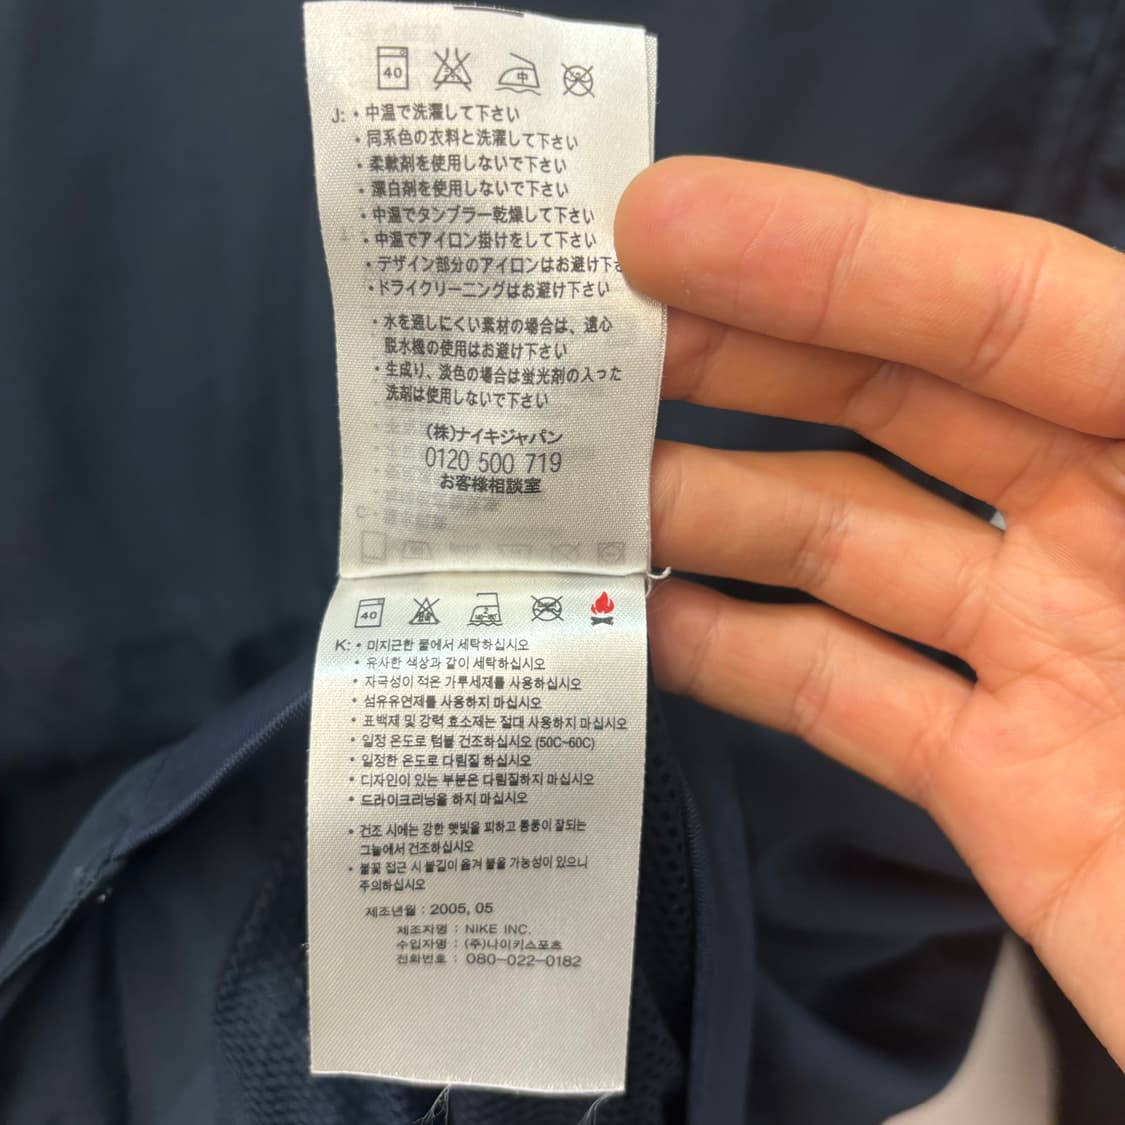 40
中
J: ・中温で洗濯して下さい
・同系色の衣料と洗濯して下さい
・柔軟剤を使用しないで下さい
・漂白剤を使用しないで下さい
・中温でタンブラー乾燥して下さい
・中温でアイロン掛けをして下さい
・デザイン部分のアイロンはお避け下さ
・ドライクリーニングはお避け下さい
・水を通しにくい素材の場合は、遠心
脱水機の使用はお避け下さい
・生成り、淡色の場合は蛍光剤の入った
洗剤は使用しないで下さい
(株)ナイキジャパン
0120 500 719
お客様相談室
40
K: • 미지근한 물에서 세탁하십시오
• 유사한 색상과 같이 세탁하십시오
• 자극성이 적은 가루세제를 사용하십시오
• 섬유유연제를 사용하지 마십시오
• 표백제 및 강력 효소제는 절대 사용하지 마십시오
• 일정 온도로 텀블 건조하십시오 (50C~60C)
• 일정한 온도로 다림질 하십시오
• 디자인이 있는 부분은 다림질하지 마십시오
• 드라이크리닝을 하지 마십시오
• 건조 시에는 강한 햇빛을 피하고 통풍이 잘되는
그늘에서 건조하십시오
• 불꽃 접근 시 불길이 옮겨 붙을 가능성이 있으니
주의하십시오
제조년월 : 2005, 05
제조자명 : NIKE INC.
수입자명 : (주)나이키스포츠
전화번호 : 080-022-0182